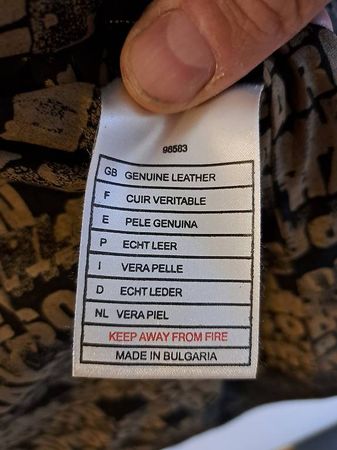 98583
GB GENUINE LEATHER
F CUIR VERITABLE
E PELE GENUINA
P ECHT LEER
I VERA PELLE
D ECHT LEDER
NL VERA PIEL
KEEP AWAY FROM FIRE
MADE IN BULGARIA